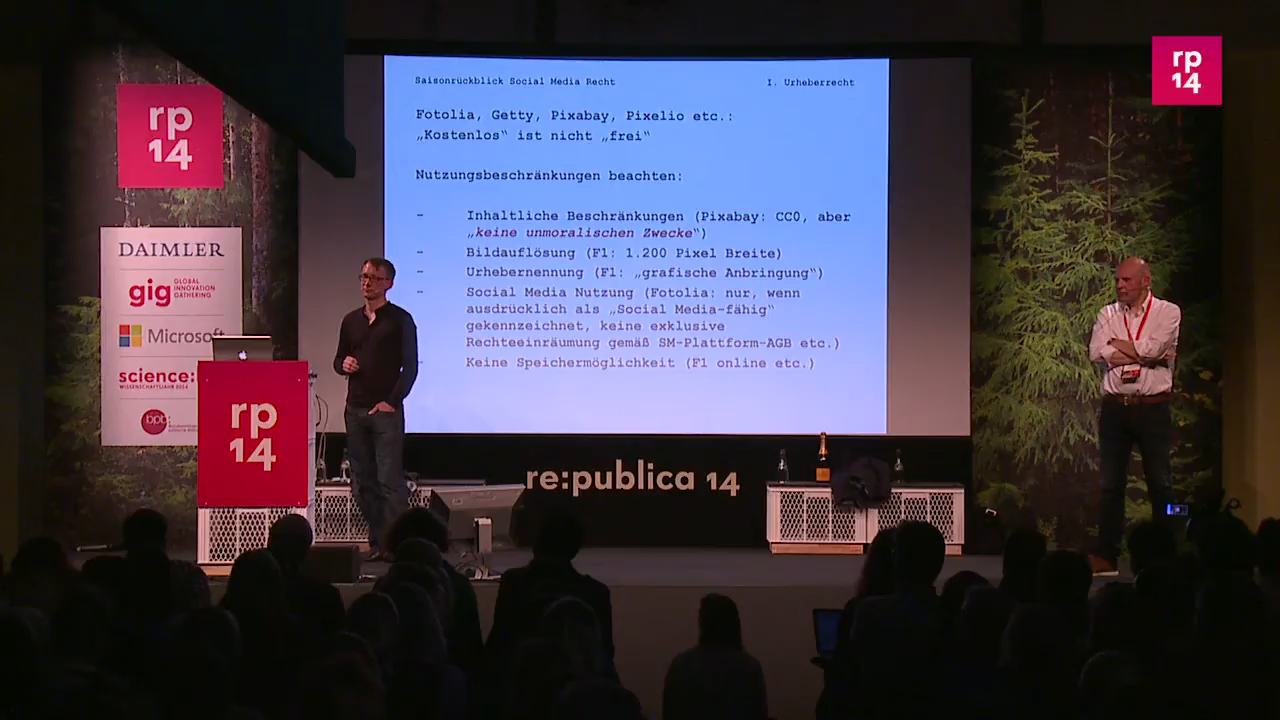 rp
14
rp
14
DAIMLER
gig GLOBAL
INNOVATION
GATHERING
Microsoft
science:
WISSENSCHAFTSJAHR 2014
bpb:
rp
14
Saisonrückblick Social Media Recht I. Urheberrecht
Fotolia, Getty, Pixabay, Pixelio etc.:
„Kostenlos“ ist nicht „frei“
Nutzungsbeschränkungen beachten:
– Inhaltliche Beschränkungen (Pixabay: CC0, aber
„keine unmoralischen Zwecke“)
– Bildauflösung (F1: 1.200 Pixel Breite)
– Urhebernennung (F1: „grafische Anbringung“)
– Social Media Nutzung (Fotolia: nur, wenn
ausdrücklich als „Social Media-fähig“
gekennzeichnet, keine exklusive
Rechteeinräumung gemäß SM-Plattform-AGB etc.)
– Keine Speichermöglichkeit (F1 online etc.)
re:publica 14